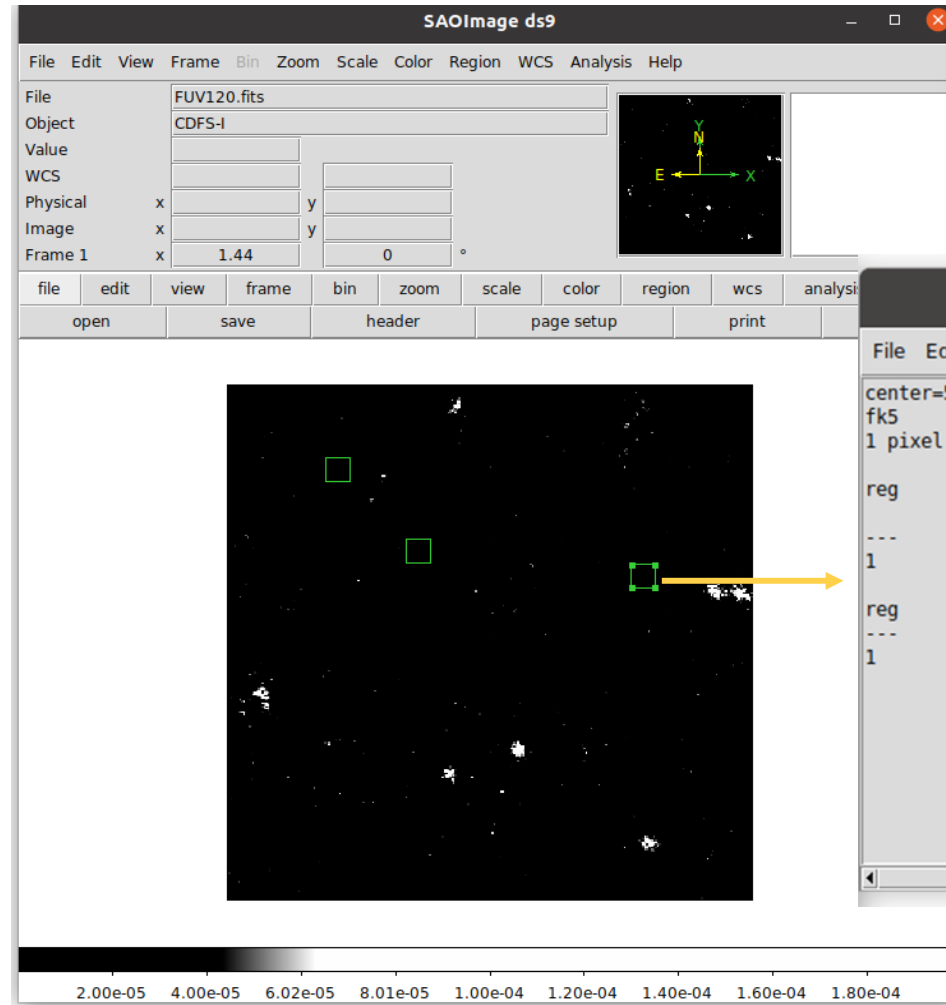 SAOImage ds9
File Edit View Frame Bin Zoom Scale Color Region WCS Analysis Help
File FUV120.fits
Object CDFS-I
Value
WCS
Physical x y
Image x y
Frame 1 x 1.44 0 °
Y
N
E X
file edit view frame bin zoom scale color region wcs analysis
open save header page setup print
File
center=
fk5
1 pixel
reg
---
1
reg
---
1
2.00e-05 4.00e-05 6.02e-05 8.01e-05 1.00e-04 1.20e-04 1.40e-04 1.60e-04 1.80e-04